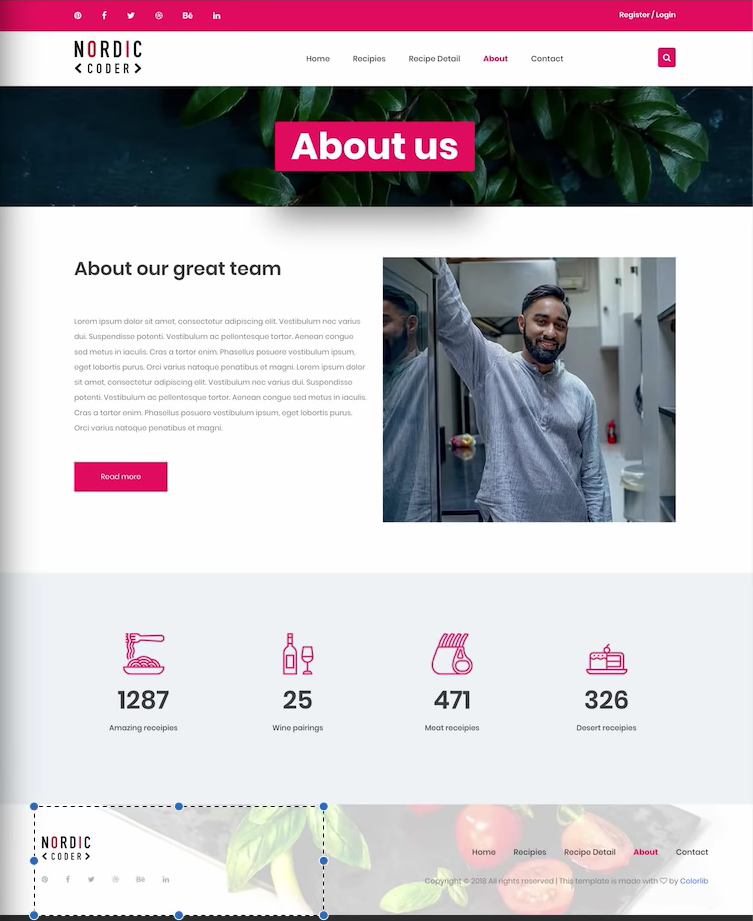 Register / Login
NORDIC
< CODER >
Home Recipies Recipe Detail About Contact
About us
About our great team
Lorem ipsum dolor sit amet, consectetur adipiscing elit. Vestibulum nec varius
dui. Suspendisse potenti. Vestibulum ac pellentesque tortor. Aenean congue
sed metus in iaculis. Cras a tortor enim. Phasellus posuere vestibulum ipsum,
eget lobortis purus. Orci varius natoque penatibus et magni. Lorem ipsum dolor
sit amet, consectetur adipiscing elit. Vestibulum nec varius dui. Suspendisse
potenti. Vestibulum ac pellentesque tortor. Aenean congue sed metus in iaculis.
Cras a tortor enim. Phasellus posuere vestibulum ipsum, eget lobortis purus.
Orci varius natoque penatibus et magni.
Read more
1287 25 471 326
Amazing receipies Wine pairings Meat receipies Desert receipies
NORDIC
< CODER >
Home Recipies Recipe Detail About Contact
Copyright © 2018 All rights reserved | This template is made with ♡ by Colorlib